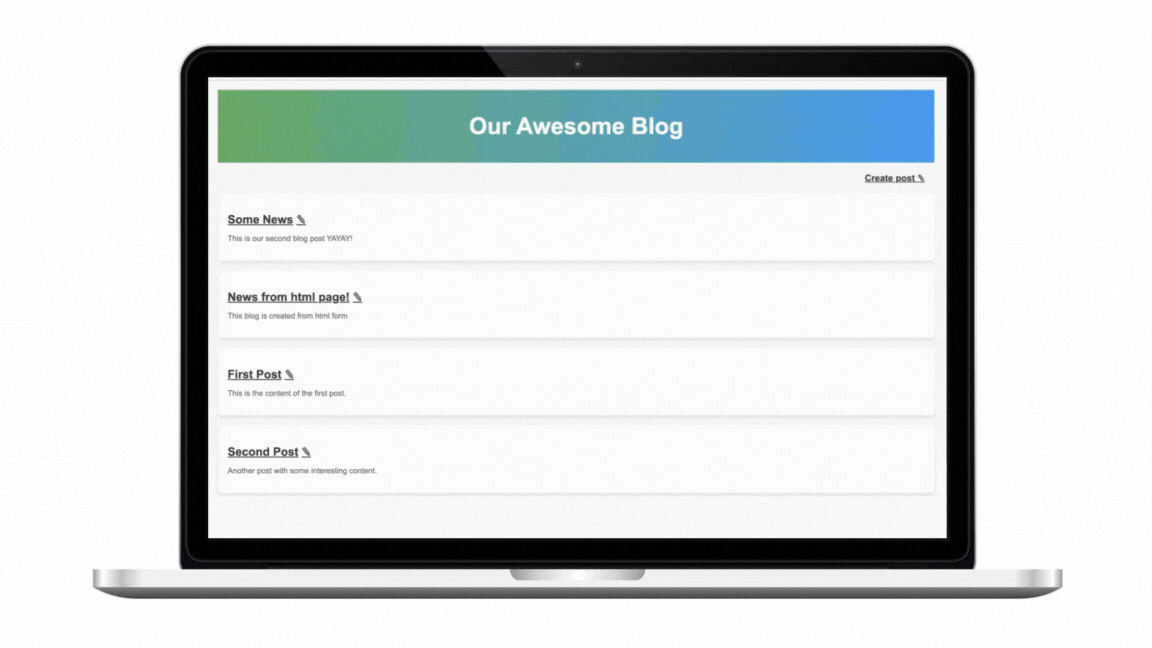 Our Awesome Blog
Create post ✎
Some News ✎
This is our second blog post YAYAY!
News from html page! ✎
This blog is created from html form
First Post ✎
This is the content of the first post.
Second Post ✎
Another post with some interesting content.